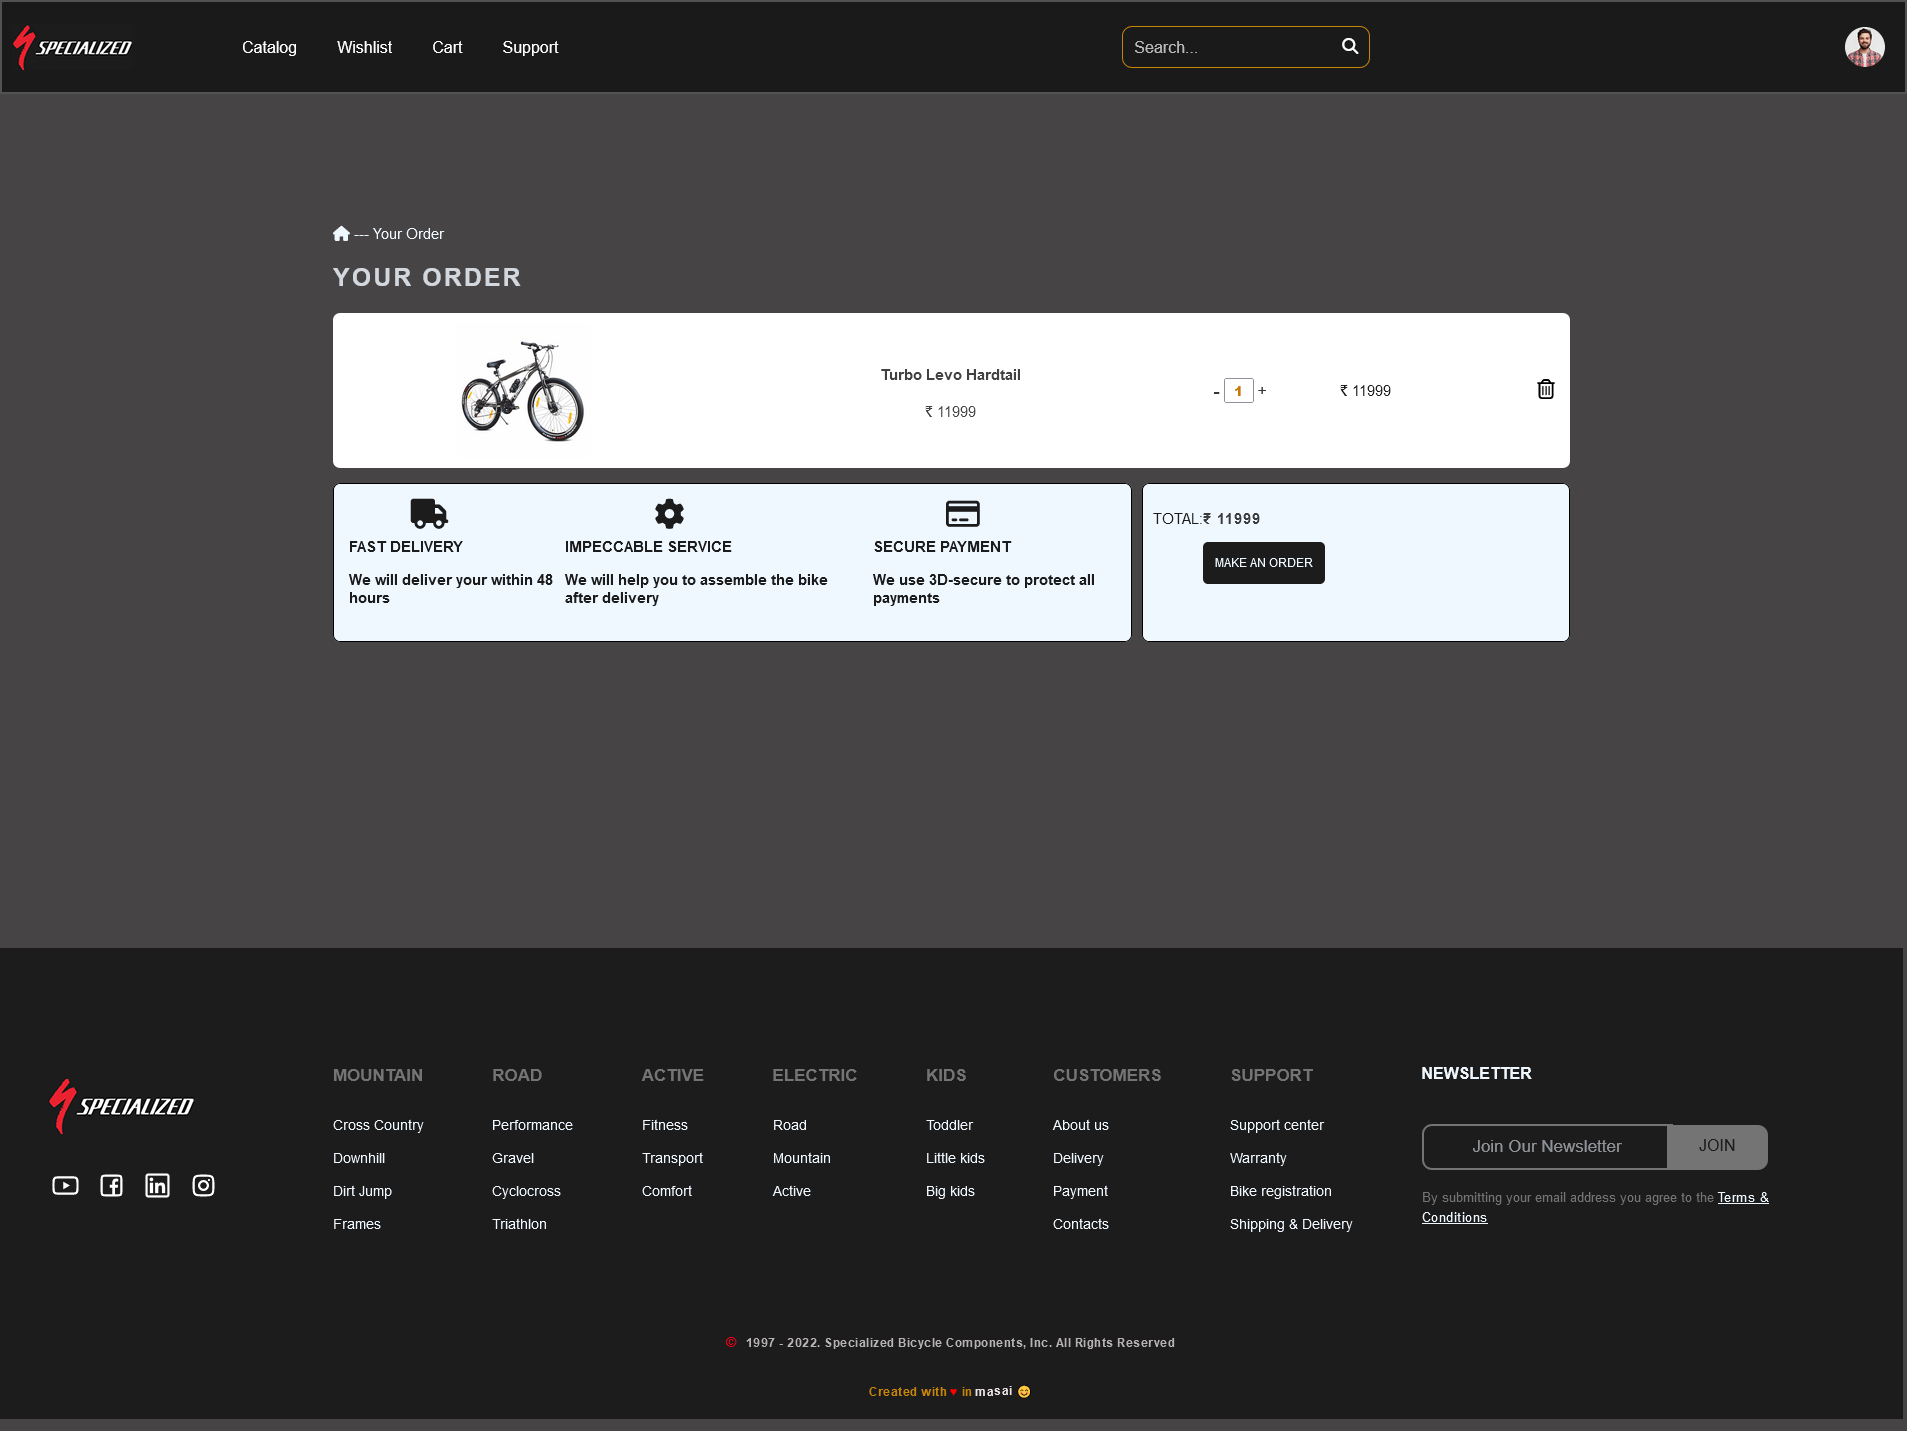 SPECIALIZED
Catalog Wishlist Cart Support
Search...
--- Your Order
YOUR ORDER
Turbo Levo Hardtail
₹ 11999
- 1 +
₹ 11999
FAST DELIVERY
We will deliver your within 48
hours
IMPECCABLE SERVICE
We will help you to assemble the bike
after delivery
SECURE PAYMENT
We use 3D-secure to protect all
payments
TOTAL:₹ 11999
MAKE AN ORDER
SPECIALIZED
MOUNTAIN
Cross Country
Downhill
Dirt Jump
Frames
ROAD
Performance
Gravel
Cyclocross
Triathlon
ACTIVE
Fitness
Transport
Comfort
ELECTRIC
Road
Mountain
Active
KIDS
Toddler
Little kids
Big kids
CUSTOMERS
About us
Delivery
Payment
Contacts
SUPPORT
Support center
Warranty
Bike registration
Shipping & Delivery
NEWSLETTER
Join Our Newsletter JOIN
By submitting your email address you agree to the Terms &
Conditions
© 1997 - 2022. Specialized Bicycle Components, Inc. All Rights Reserved
Created with ♥ in masai 😊